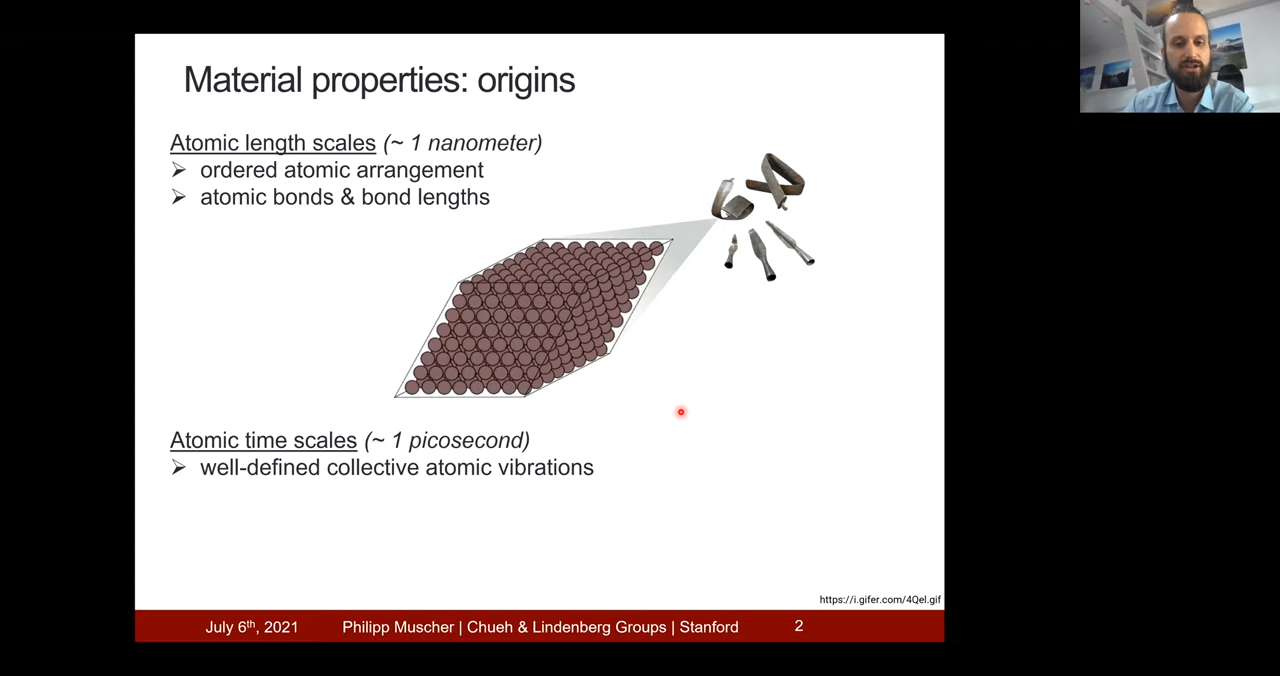 Material properties: origins
Atomic length scales (~ 1 nanometer)
➢ ordered atomic arrangement
➢ atomic bonds & bond lengths
Atomic time scales (~ 1 picosecond)
➢ well-defined collective atomic vibrations
https://i.gifer.com/4Qel.gif
July 6th, 2021 Philipp Muscher | Chueh & Lindenberg Groups | Stanford 2